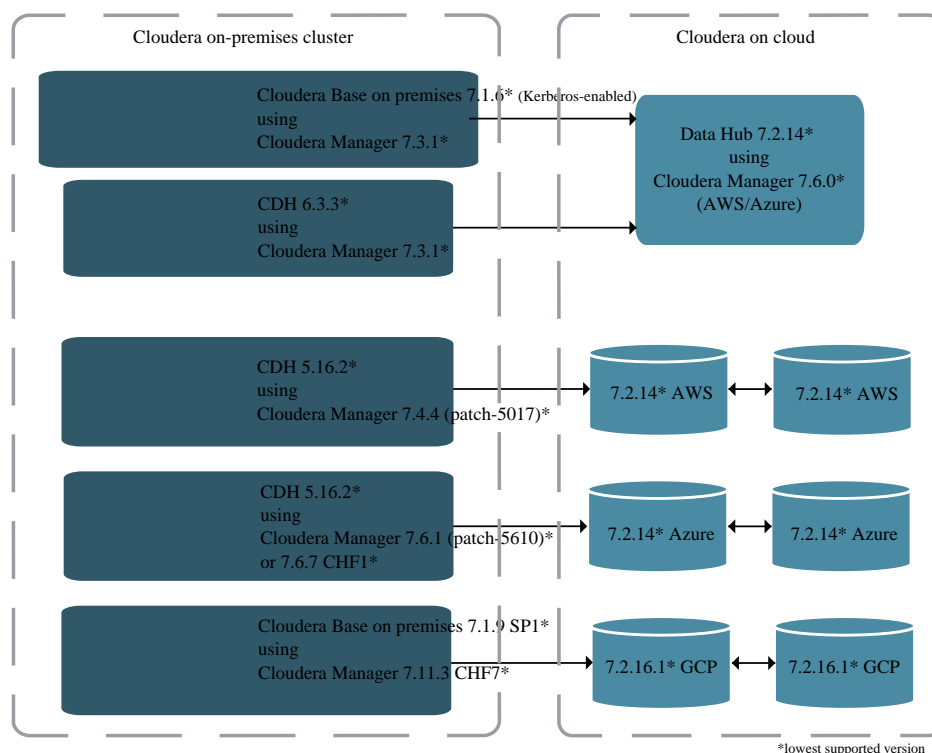 Cloudera on-premises cluster
Cloudera on cloud
Cloudera Base on premises 7.1.6* (Kerberos-enabled)
using
Cloudera Manager 7.3.1*
Data Hub 7.2.14*
using
Cloudera Manager 7.6.0*
(AWS/Azure)
CDH 6.3.3*
using
Cloudera Manager 7.3.1*
CDH 5.16.2*
using
Cloudera Manager 7.4.4 (patch-5017)*
7.2.14* AWS
7.2.14* AWS
CDH 5.16.2*
using
Cloudera Manager 7.6.1 (patch-5610)*
or 7.6.7 CHF1*
7.2.14* Azure
7.2.14* Azure
Cloudera Base on premises 7.1.9 SP1*
using
Cloudera Manager 7.11.3 CHF7*
7.2.16.1* GCP
7.2.16.1* GCP
*lowest supported version